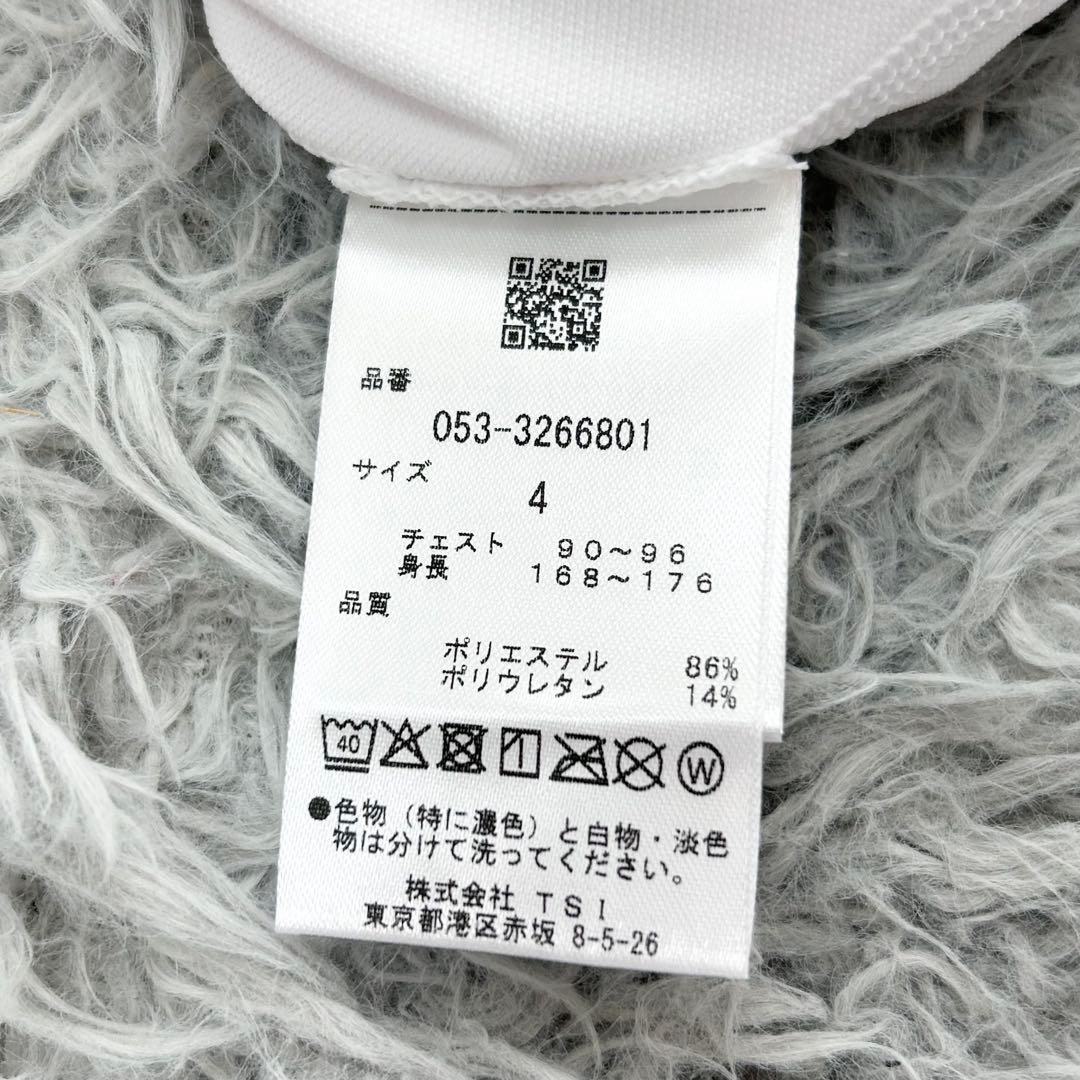 品番
053-3266801
サイズ
4
チェスト 90～96
身長 168～176
品質
ポリエステル 86%
ポリウレタン 14%
40
W
●色物(特に濃色)と白物・淡色
物は分けて洗ってください。
株式会社 TSI
東京都港区赤坂 8-5-26